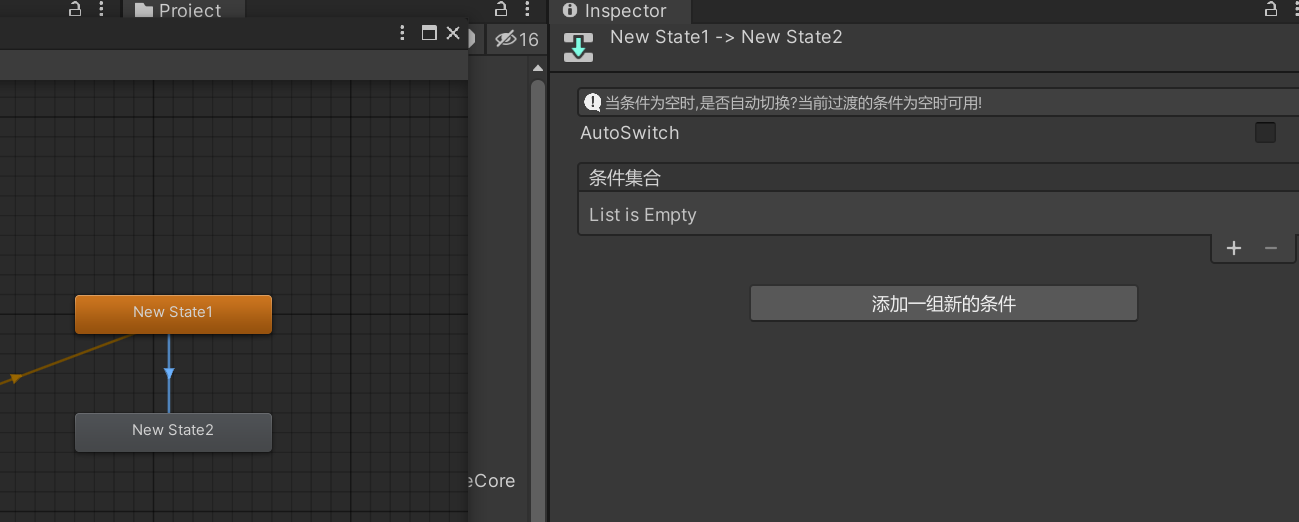 Project
16
New State1
New State2
eCore
Inspector
New State1 -> New State2
当条件为空时,是否自动切换?当前过渡的条件为空时可用!
AutoSwitch
条件集合
List is Empty
添加一组新的条件